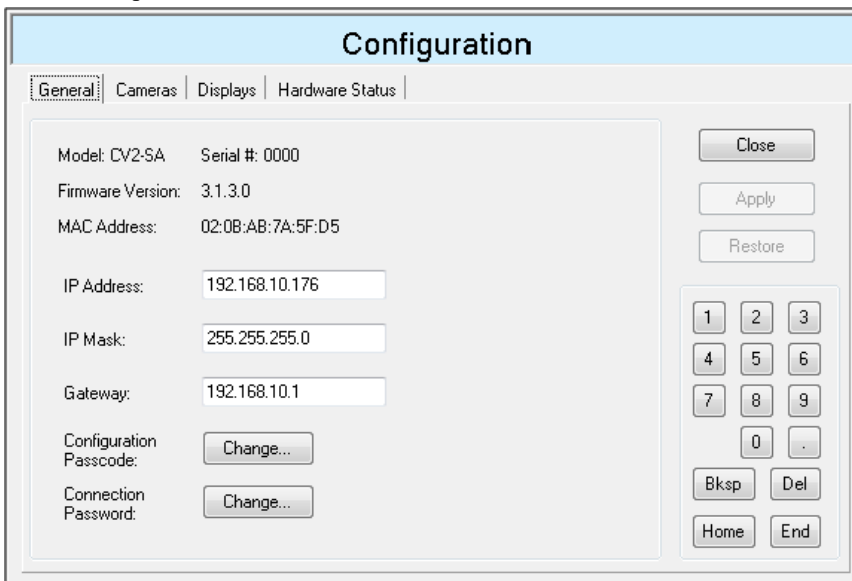 Configuration
General Cameras Displays Hardware Status
Model: CV2-SA Serial #: 0000
Firmware Version: 3.1.3.0
MAC Address: 02:0B:AB:7A:5F:D5
IP Address: 192.168.10.176
IP Mask: 255.255.255.0
Gateway: 192.168.10.1
Configuration
Passcode: Change...
Connection
Password: Change...
Close
Apply
Restore
1 2 3
4 5 6
7 8 9
0 .
Bksp Del
Home End